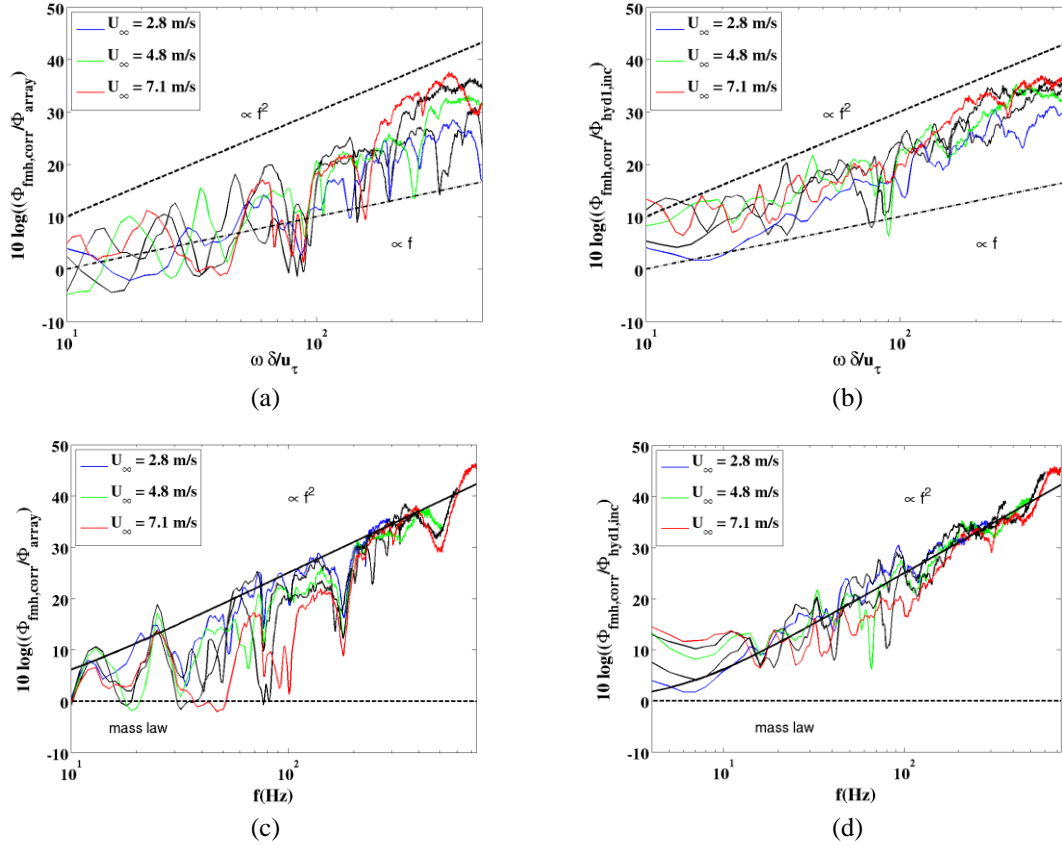 U∞ = 2.8 m/s
U∞ = 4.8 m/s
U∞ = 7.1 m/s
∝ f²
∝ f
50
40
30
20
10
0
-10
10¹
10²
10 log((Φfmh,corr/Φarray)
ω δ/uτ
(a)
U∞ = 2.8 m/s
U∞ = 4.8 m/s
U∞ = 7.1 m/s
∝ f²
∝ f
50
40
30
20
10
0
-10
10¹
10²
10 log((Φfmh,corr/Φhyd1,inc)
ω δ/uτ
(b)
U∞ = 2.8 m/s
U∞ = 4.8 m/s
U∞ = 7.1 m/s
∝ f²
mass law
50
40
30
20
10
0
-10
10¹
10²
10 log((Φfmh,corr/Φarray)
f(Hz)
(c)
U∞ = 2.8 m/s
U∞ = 4.8 m/s
U∞ = 7.1 m/s
∝ f²
mass law
50
40
30
20
10
0
-10
10¹
10²
10 log((Φfmh,corr/Φhyd1,inc)
f(Hz)
(d)